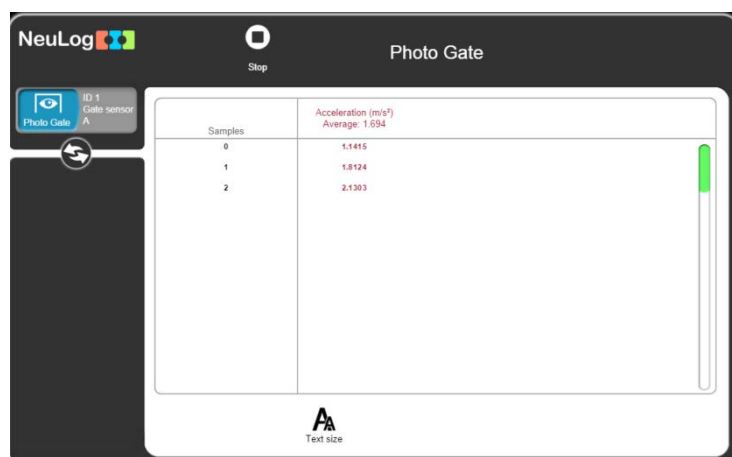 NeuLog
Stop
Photo Gate
Photo Gate
ID 1
Gate sensor
A
Samples
Acceleration (m/s²)
Average: 1.694
0 1.1415
1 1.8124
2 2.1303
Text size